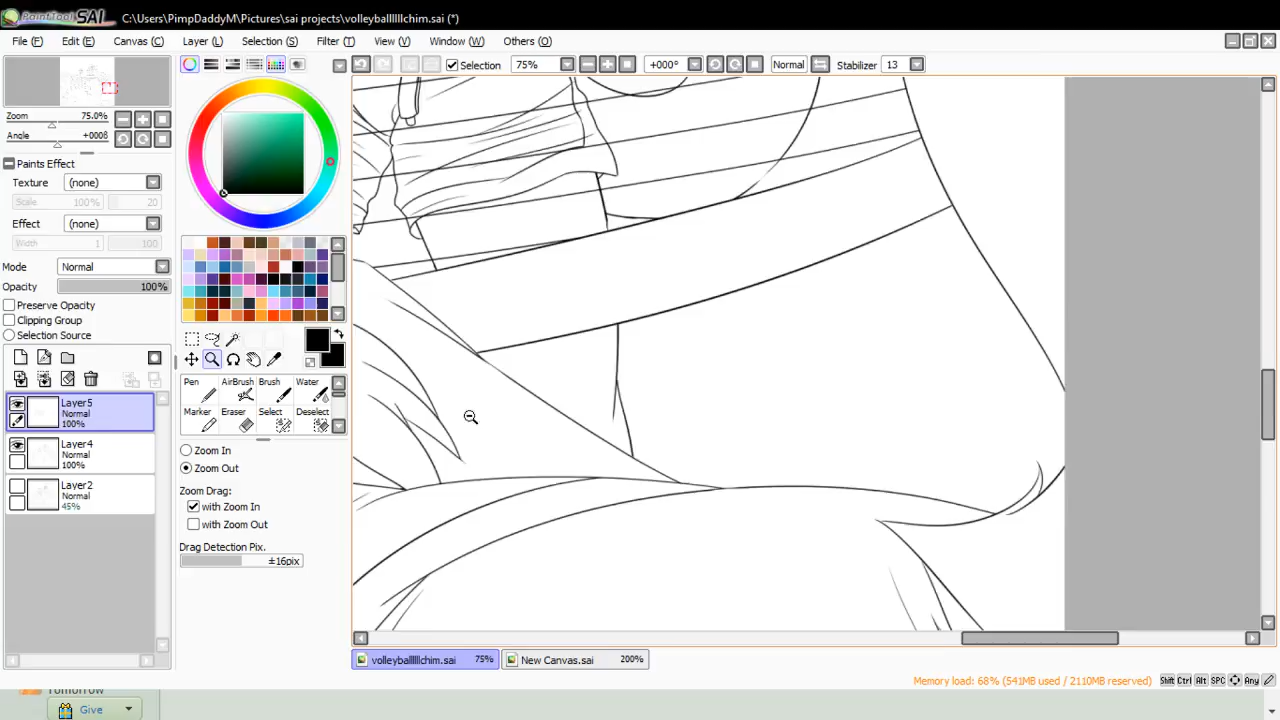 PaintTool SAI C:\Users\PimpDaddyM\Pictures\sai projects\volleyballlllchim.sai (*)
File (F) Edit (E) Canvas (C) Layer (L) Selection (S) Filter (T) View (V) Window (W) Others (O)
Selection 75% +000° Normal Stabilizer 13
Zoom 75.0%
Angle +000ß
Paints Effect
Texture (none)
Scale 100% 20
Effect (none)
Width 1 100
Mode Normal
Opacity 100%
Preserve Opacity
Clipping Group
Selection Source
Layer5
Normal
100%
Layer4
Normal
100%
Layer2
Normal
45%
Pen AirBrush Brush Water
Marker Eraser Select Deselect
Zoom In
Zoom Out
Zoom Drag:
with Zoom In
with Zoom Out
Drag Detection Pix.
±16pix
volleyballlllchim.sai 75% New Canvas.sai 200%
Memory load: 68% (541MB used / 2110MB reserved) Shift Ctrl Alt SPC Any
Tomorrow
Give